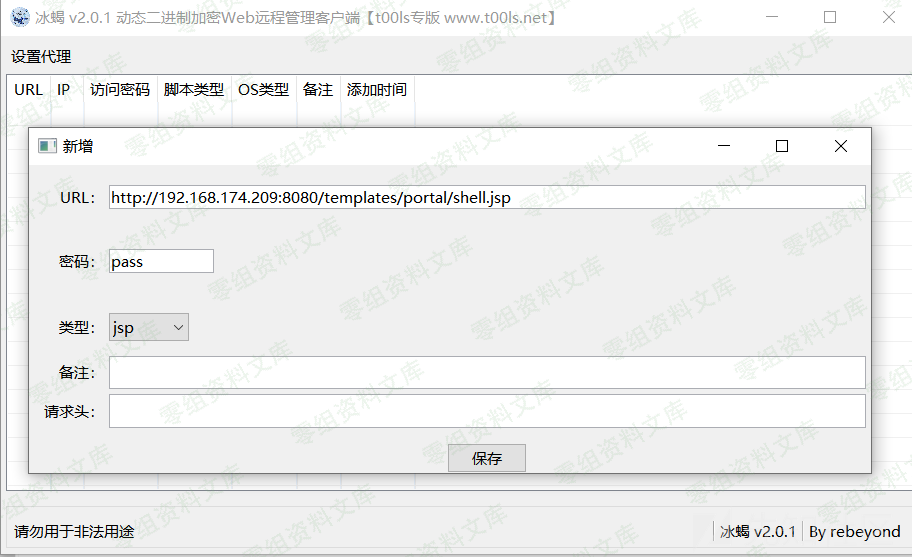 冰蝎 v2.0.1 动态二进制加密Web远程管理客户端【t00ls专版 www.t00ls.net】
设置代理
URL IP 访问密码 脚本类型 OS类型 备注 添加时间
新增
URL: http://192.168.174.209:8080/templates/portal/shell.jsp
密码: pass
类型: jsp
备注:
请求头:
保存
请勿用于非法用途 冰蝎 v2.0.1 By rebeyond
零组资料文库